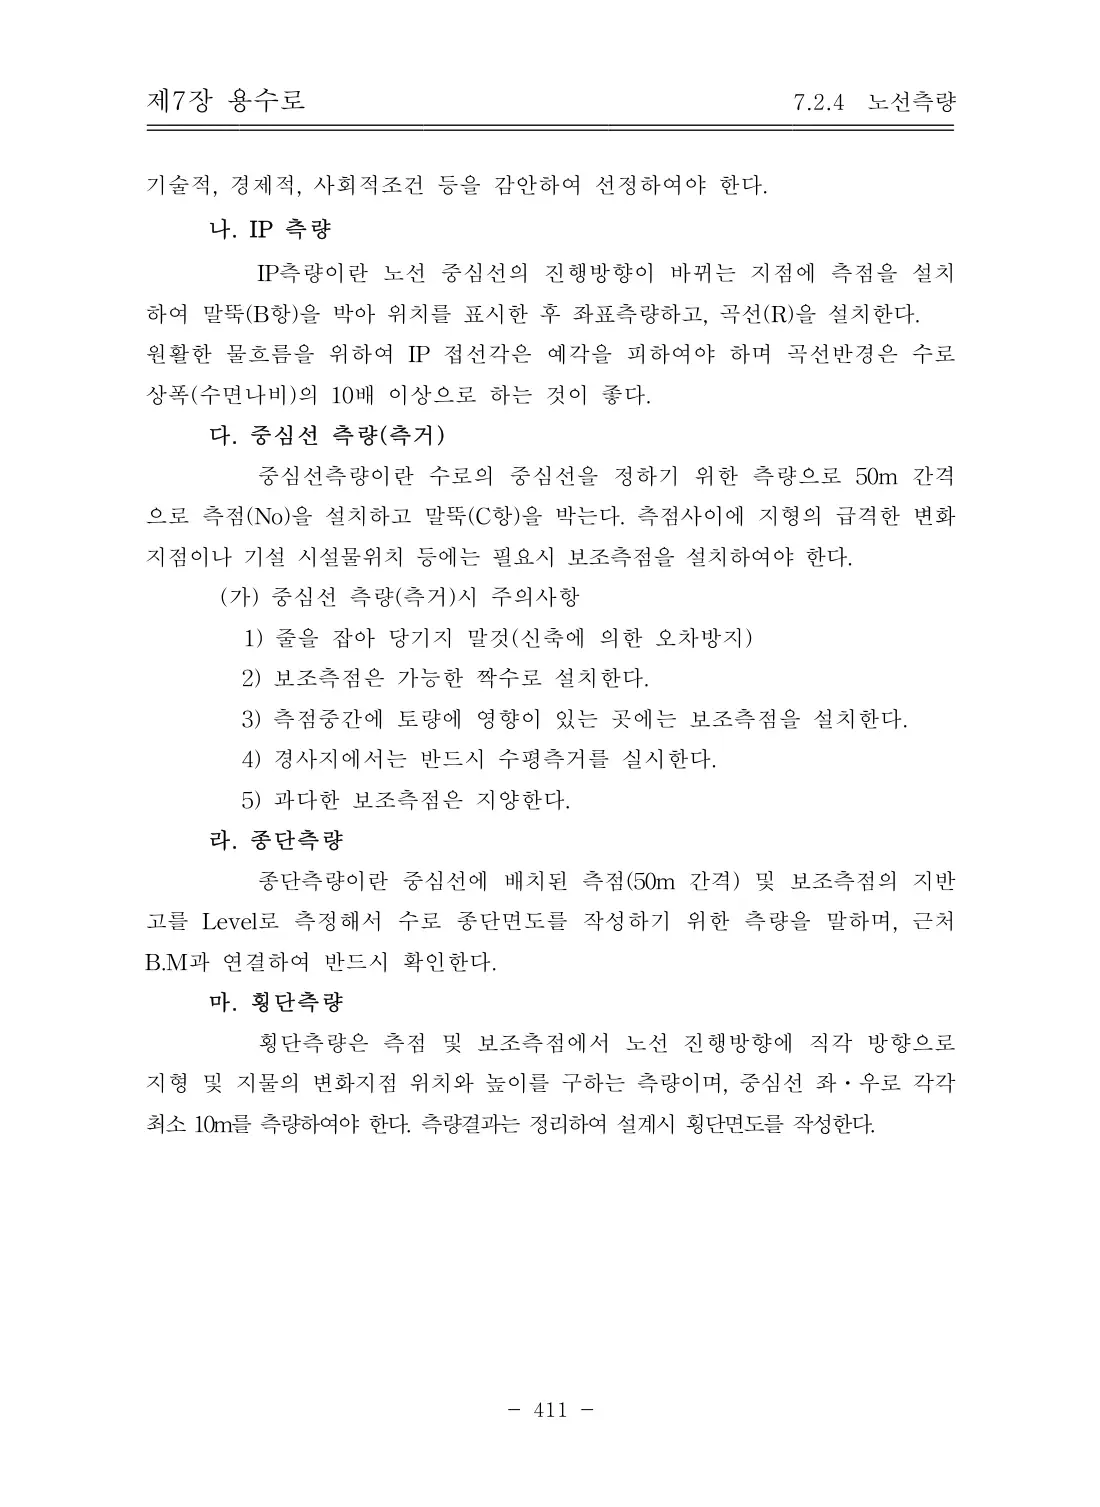 제7장 용수로
7.2.4 노선측량
기술적, 경제적, 사회적조건 등을 감안하여 선정하여야 한다.
나. IP 측량
IP측량이란 노선 중심선의 진행방향이 바뀌는 지점에 측점을 설치
하여 말뚝(B항)을 박아 위치를 표시한 후 좌표측량하고, 곡선(R)을 설치한다.
원활한 물흐름을 위하여 IP 접선각은 예각을 피하여야 하며 곡선반경은 수로
상폭(수면나비)의 10배 이상으로 하는 것이 좋다.
다. 중심선 측량(측거)
중심선측량이란 수로의 중심선을 정하기 위한 측량으로 50m 간격
으로 측점(No)을 설치하고 말뚝(C항)을 박는다. 측점사이에 지형의 급격한 변화
지점이나 기설 시설물위치 등에는 필요시 보조측점을 설치하여야 한다.
(가) 중심선 측량(측거)시 주의사항
1) 줄을 잡아 당기지 말것(신축에 의한 오차방지)
2) 보조측점은 가능한 짝수로 설치한다.
3) 측점중간에 토량에 영향이 있는 곳에는 보조측점을 설치한다.
4) 경사지에서는 반드시 수평측거를 실시한다.
5) 과다한 보조측점은 지양한다.
라. 종단측량
종단측량이란 중심선에 배치된 측점(50m 간격) 및 보조측점의 지반
고를 Level로 측정해서 수로 종단면도를 작성하기 위한 측량을 말하며, 근처
B.M과 연결하여 반드시 확인한다.
마. 횡단측량
횡단측량은 측점 및 보조측점에서 노선 진행방향에 직각 방향으로
지형 및 지물의 변화지점 위치와 높이를 구하는 측량이며, 중심선 좌・우로 각각
최소 10m를 측량하여야 한다. 측량결과는 정리하여 설계시 횡단면도를 작성한다.
- 411 -